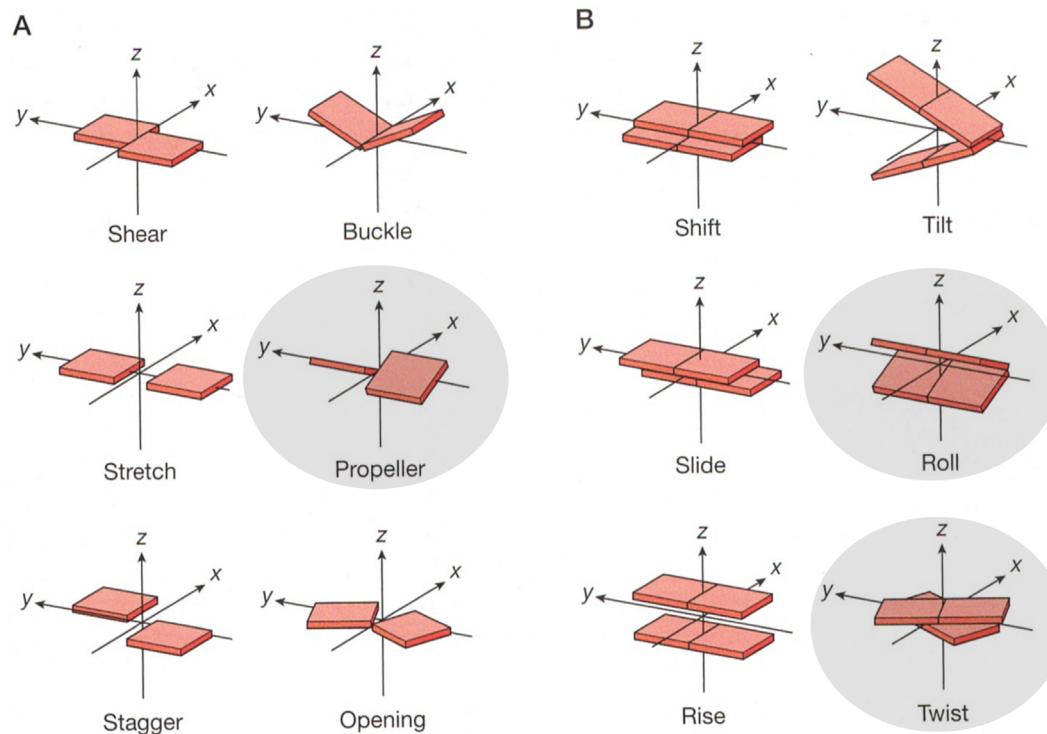 A
z
x
y
Shear
z
x
y
Buckle
z
x
y
Stretch
z
x
y
Propeller
z
x
y
Stagger
z
x
y
Opening
B
z
x
y
Shift
z
x
y
Tilt
z
x
y
Slide
z
x
y
Roll
z
x
y
Rise
z
x
y
Twist